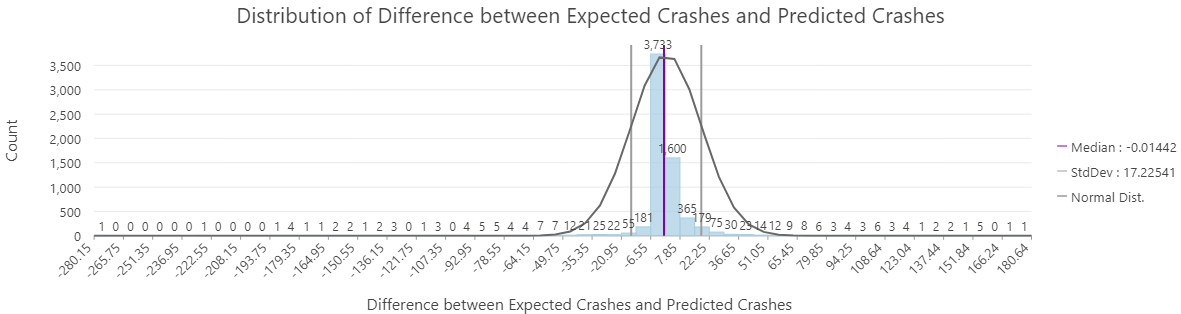 Distribution of Difference between Expected Crashes and Predicted Crashes
3,733
3,500
3,000
2,500
2,000
1,500
1,000
500
0
Count
1,600
1 0 0 0 0 0 0 1 0 0 0 0 1 4 1 1 2 2 1 2 3 0 1 3 0 4 5 5 4 4 7 7 12 21 25 22 55 181 365 179 75 30 23 14 12 9 8 6 3 4 3 6 3 4 1 2 2 1 5 0 1 1
-280.15 -265.75 -251.35 -236.95 -222.55 -208.15 -193.75 -179.35 -164.95 -150.55 -136.15 -121.75 -107.35 -92.95 -78.55 -64.15 -49.75 -35.35 -20.95 -6.55 7.85 22.25 36.65 51.05 65.45 79.85 94.25 108.64 123.04 137.44 151.84 166.24 180.64
Difference between Expected Crashes and Predicted Crashes
Median : -0.01442
StdDev : 17.22541
Normal Dist.